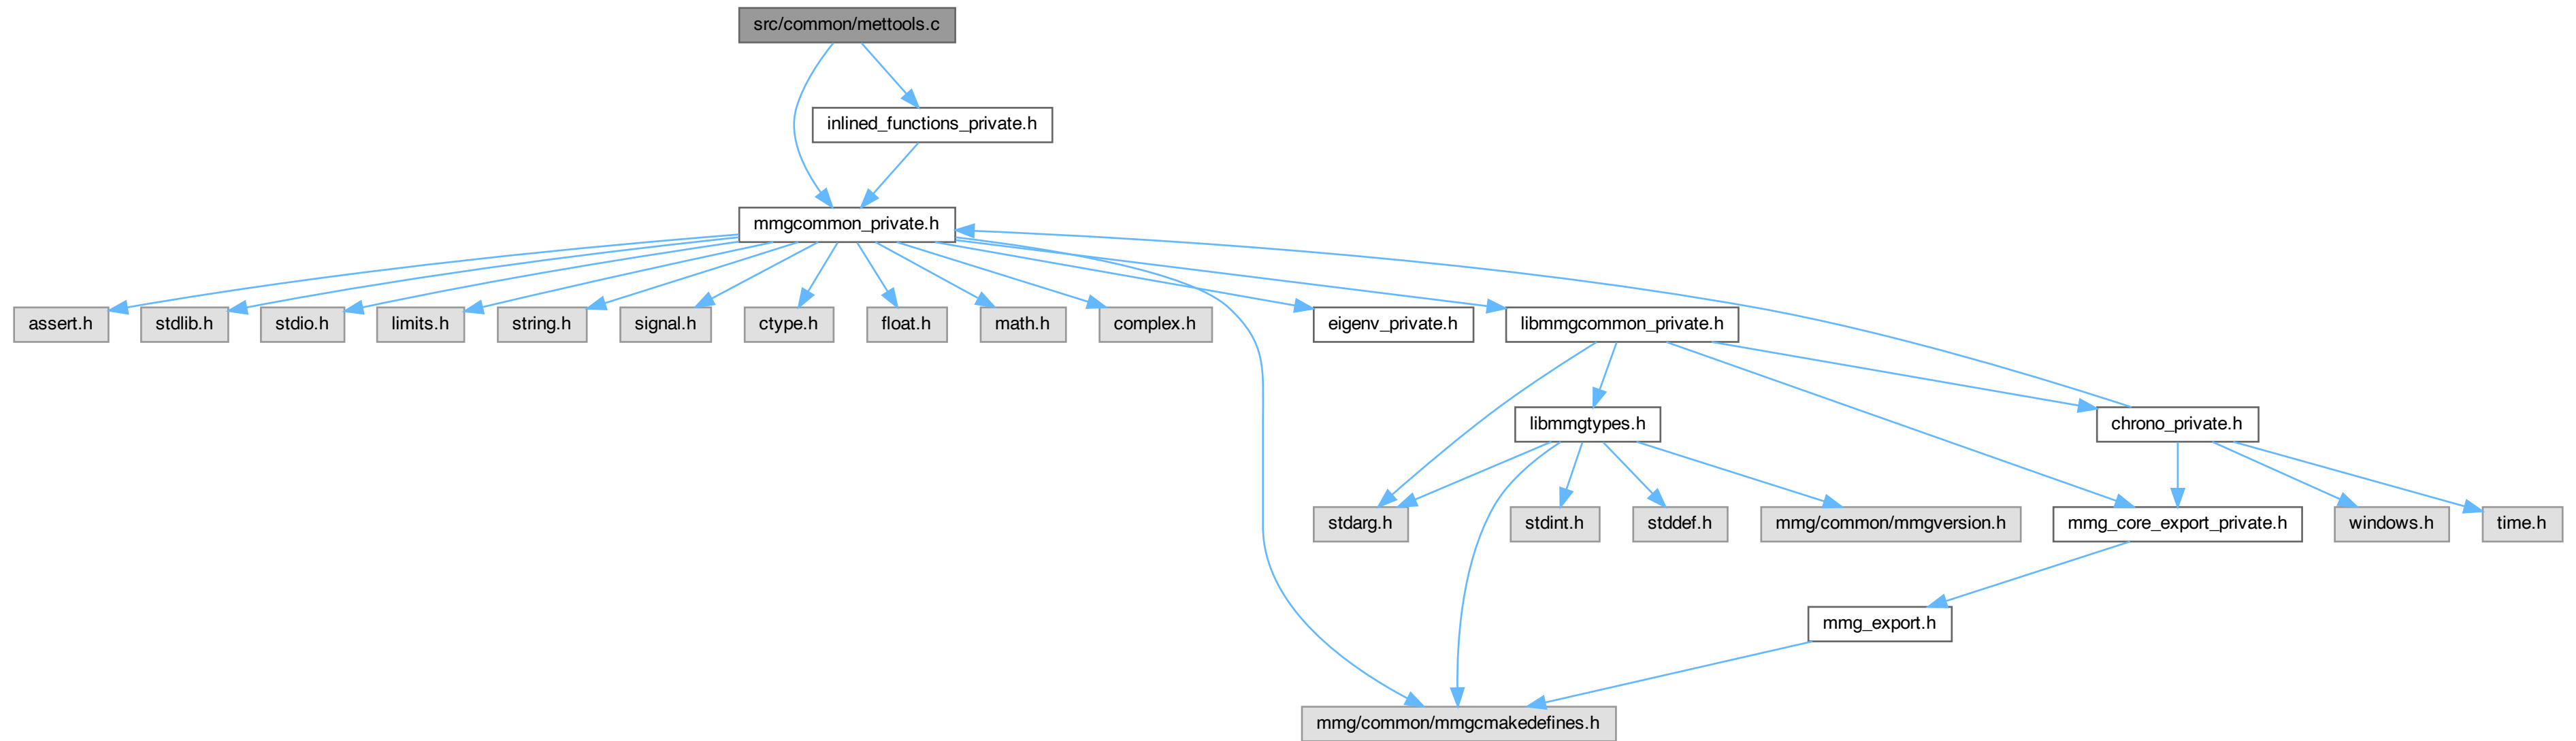 src/common/mettools.c
inlined_functions_private.h
mmgcommon_private.h
assert.h
stdlib.h
stdio.h
limits.h
string.h
signal.h
ctype.h
float.h
math.h
complex.h
eigenv_private.h
libmmgcommon_private.h
libmmgtypes.h
chrono_private.h
stdarg.h
stdint.h
stddef.h
mmg/common/mmgversion.h
mmg_core_export_private.h
windows.h
time.h
mmg_export.h
mmg/common/mmgcmakedefines.h